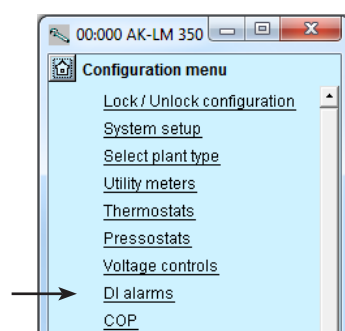 00:000 AK-LM 350
Configuration menu
Lock / Unlock configuration
System setup
Select plant type
Utility meters
Thermostats
Pressostats
Voltage controls
DI alarms
COP